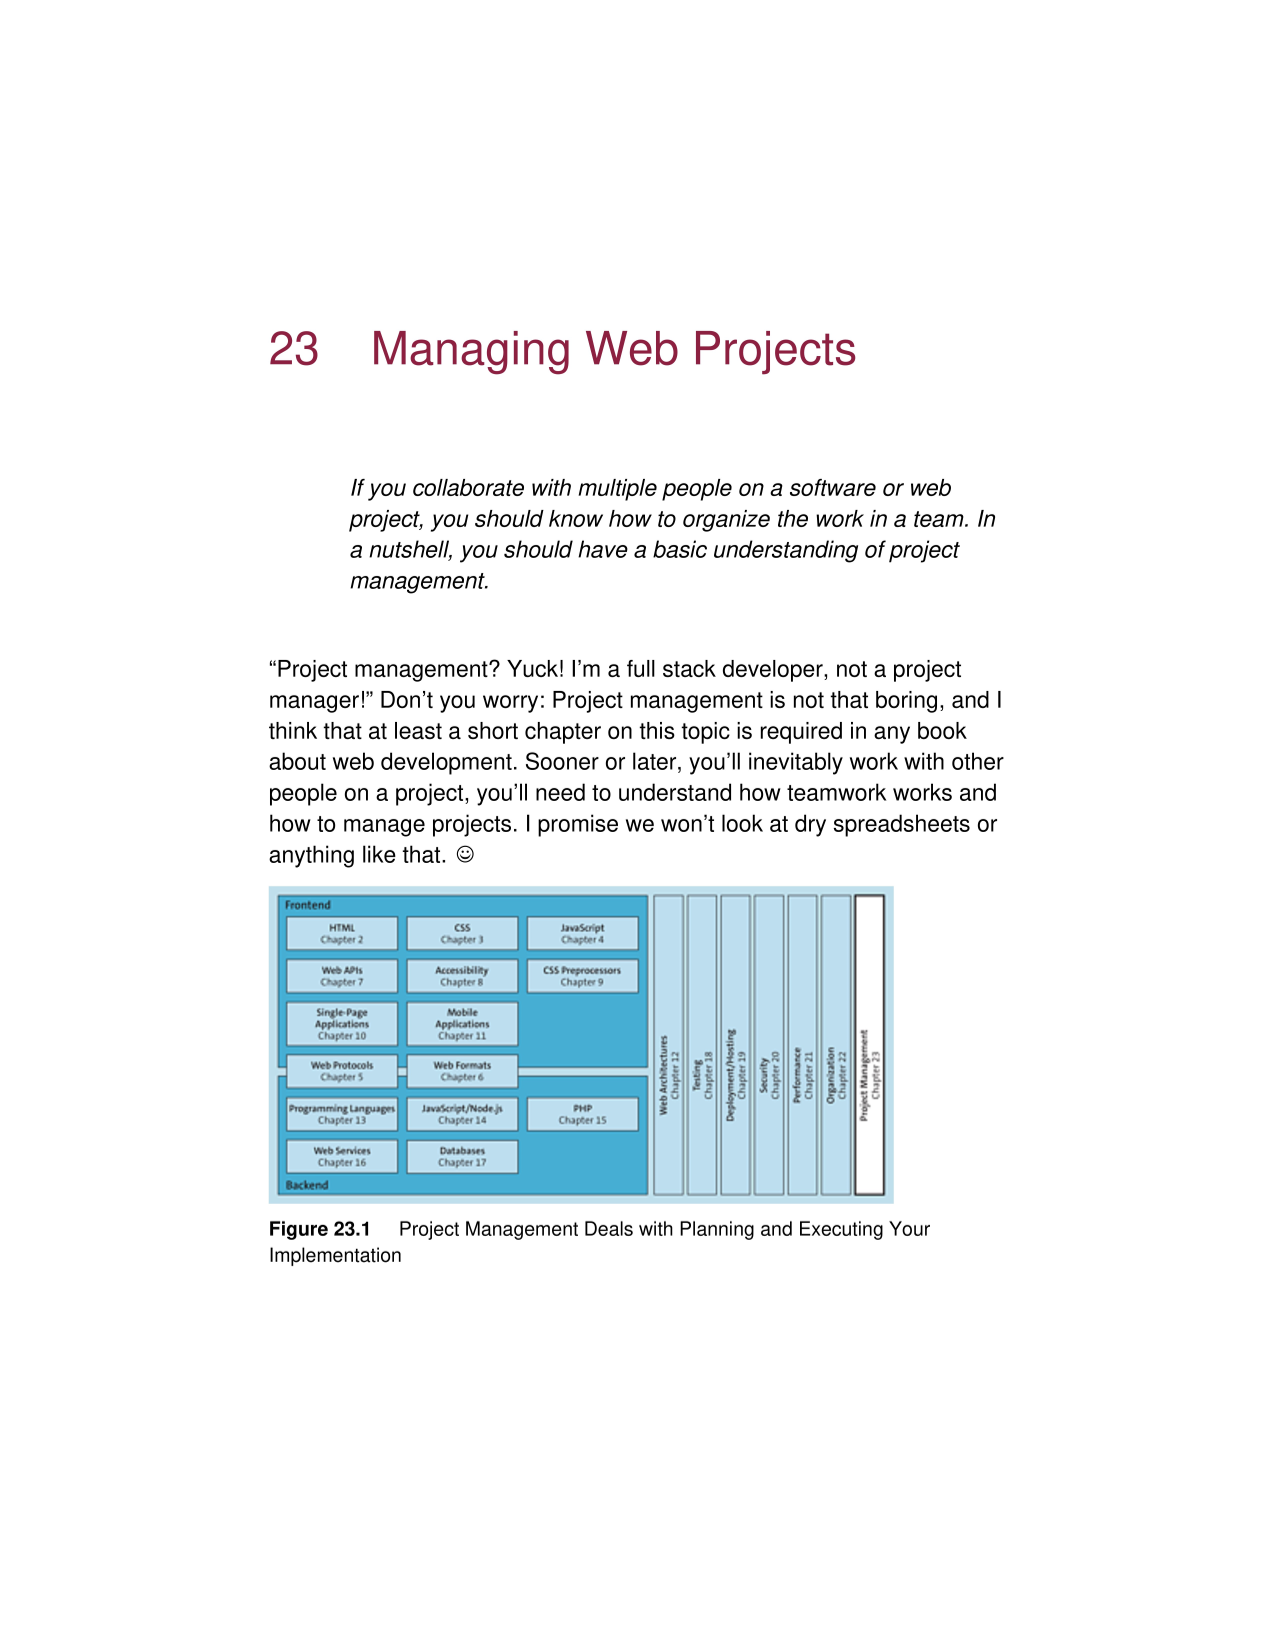 23 Managing Web Projects
If you collaborate with multiple people on a software or web
project, you should know how to organize the work in a team. In
a nutshell, you should have a basic understanding of project
management.
“Project management? Yuck! I’m a full stack developer, not a project
manager!” Don’t you worry: Project management is not that boring, and I
think that at least a short chapter on this topic is required in any book
about web development. Sooner or later, you’ll inevitably work with other
people on a project, you’ll need to understand how teamwork works and
how to manage projects. I promise we won’t look at dry spreadsheets or
anything like that. ☺
Frontend
HTML
Chapter 2
CSS
Chapter 3
JavaScript
Chapter 4
Web APIs
Chapter 7
Accessibility
Chapter 8
CSS Preprocessors
Chapter 9
Single-Page
Applications
Chapter 10
Mobile
Applications
Chapter 11
Web Protocols
Chapter 5
Web Formats
Chapter 6
Programming Languages
Chapter 13
JavaScript/Node.js
Chapter 14
PHP
Chapter 15
Web Services
Chapter 16
Databases
Chapter 17
Backend
Web Architectures
Chapter 12
Testing
Chapter 18
Deployment/Hosting
Chapter 19
Security
Chapter 20
Performance
Chapter 21
Organization
Chapter 22
Project Management
Chapter 23
Figure 23.1 Project Management Deals with Planning and Executing Your
Implementation